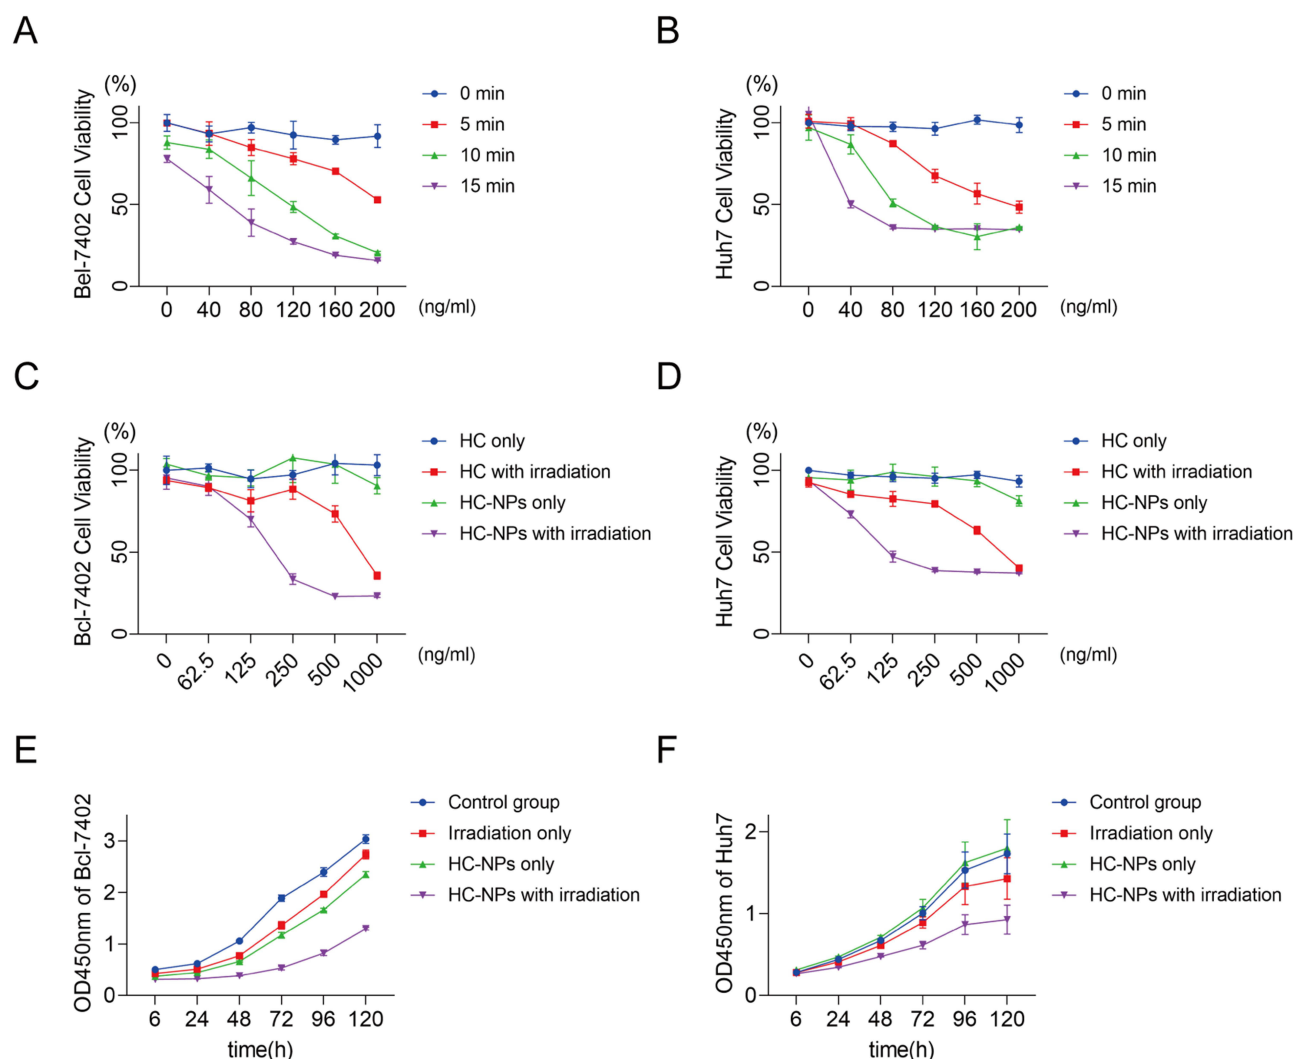 A
(%)
Bel-7402 Cell Viability
100
50
0
0 40 80 120 160 200 (ng/ml)
0 min
5 min
10 min
15 min
B
(%)
Huh7 Cell Viability
100
50
0
0 40 80 120 160 200 (ng/ml)
0 min
5 min
10 min
15 min
C
(%)
Bcl-7402 Cell Viability
100
50
0
0 62.5 125 250 500 1000 (ng/ml)
HC only
HC with irradiation
HC-NPs only
HC-NPs with irradiation
D
(%)
Huh7 Cell Viability
100
50
0
0 62.5 125 250 500 1000 (ng/ml)
HC only
HC with irradiation
HC-NPs only
HC-NPs with irradiation
E
OD450nm of Bcl-7402
3
2
1
0
6 24 48 72 96 120
time(h)
Control group
Irradiation only
HC-NPs only
HC-NPs with irradiation
F
OD450nm of Huh7
2
1
0
6 24 48 72 96 120
time(h)
Control group
Irradiation only
HC-NPs only
HC-NPs with irradiation